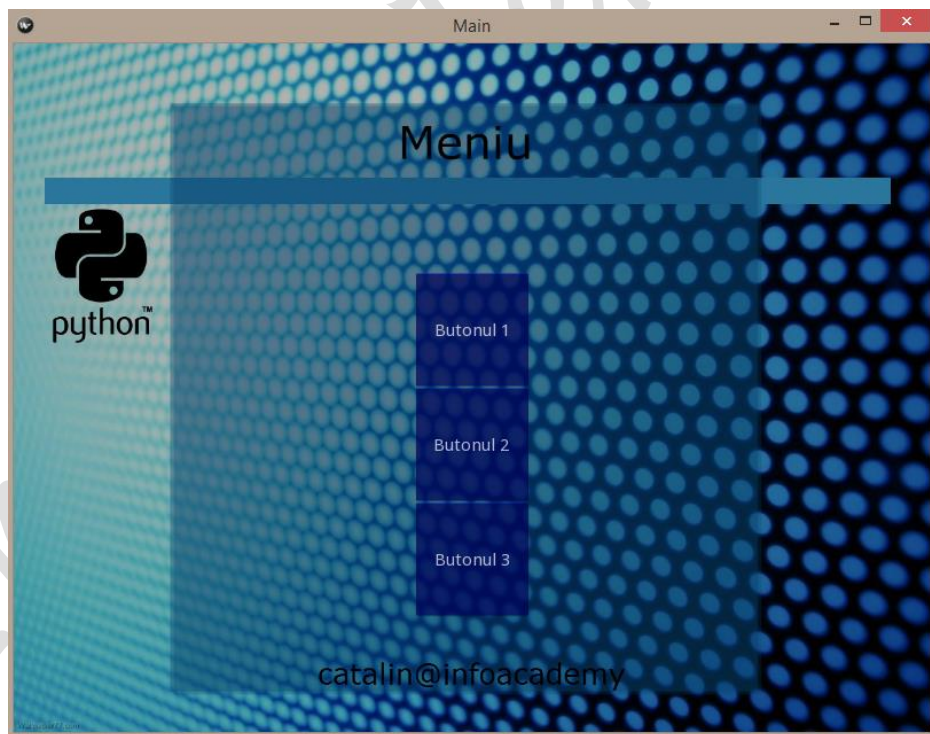 Main
Meniu
python™
Butonul 1
Butonul 2
Butonul 3
catalin@infoacademy